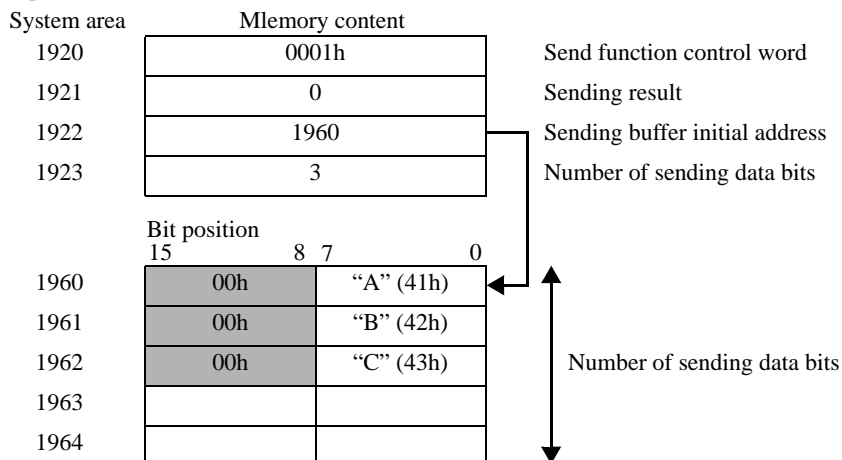 System area Mlemory content
1920 0001h Send function control word
1921 0 Sending result
1922 1960 Sending buffer initial address
1923 3 Number of sending data bits
Bit position
15 8 7 0
1960 00h “A” (41h)
1961 00h “B” (42h)
1962 00h “C” (43h) Number of sending data bits
1963
1964